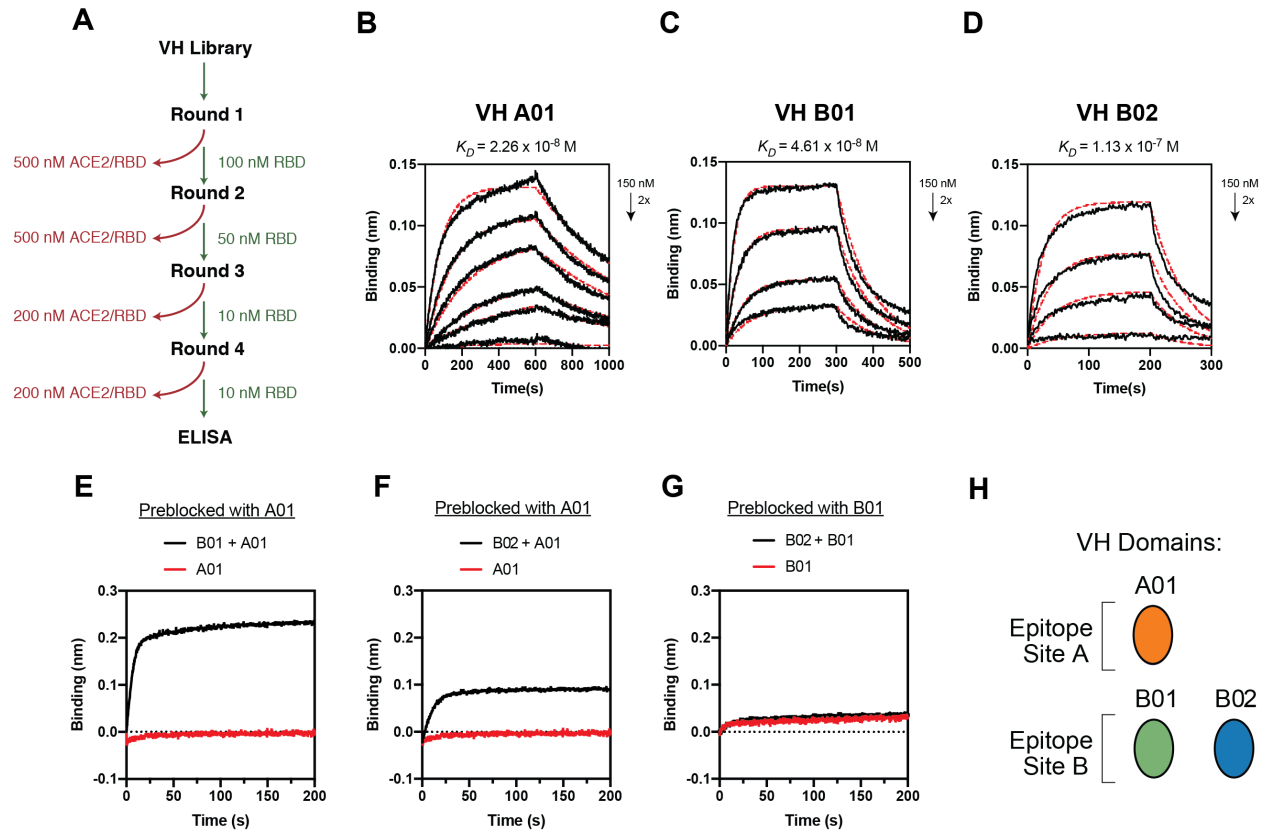 A
VH Library
Round 1
500 nM ACE2/RBD
100 nM RBD
Round 2
500 nM ACE2/RBD
50 nM RBD
Round 3
200 nM ACE2/RBD
10 nM RBD
Round 4
200 nM ACE2/RBD
10 nM RBD
ELISA
B
VH A01
K_D = 2.26 x 10⁻⁸ M
150 nM
2x
Binding (nm)
0.15
0.10
0.05
0.00
0 200 400 600 800 1000
Time(s)
C
VH B01
K_D = 4.61 x 10⁻⁸ M
150 nM
2x
Binding (nm)
0.15
0.10
0.05
0.00
0 100 200 300 400 500
Time(s)
D
VH B02
K_D = 1.13 x 10⁻⁷ M
150 nM
2x
Binding (nm)
0.15
0.10
0.05
0.00
0 100 200 300
Time(s)
E
Preblocked with A01
B01 + A01
A01
Binding (nm)
0.3
0.2
0.1
0.0
-0.1
0 50 100 150 200
Time (s)
F
Preblocked with A01
B02 + A01
A01
Binding (nm)
0.3
0.2
0.1
0.0
-0.1
0 50 100 150 200
Time (s)
G
Preblocked with B01
B02 + B01
B01
Binding (nm)
0.3
0.2
0.1
0.0
-0.1
0 50 100 150 200
Time (s)
H
VH Domains:
A01
Epitope
Site A
B01 B02
Epitope
Site B